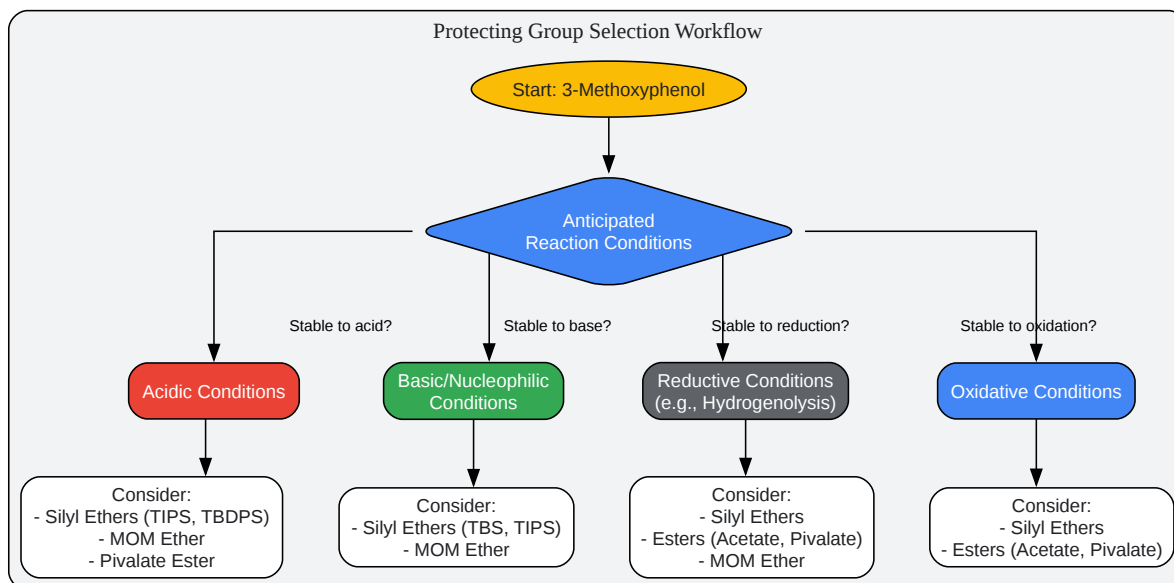 Protecting Group Selection Workflow
Start: 3-Methoxyphenol
Anticipated
Reaction Conditions
Stable to acid?
Stable to base?
Stable to reduction?
Stable to oxidation?
Acidic Conditions
Basic/Nucleophilic
Conditions
Reductive Conditions
(e.g., Hydrogenolysis)
Oxidative Conditions
Consider:
- Silyl Ethers (TIPS, TBDPS)
- MOM Ether
- Pivalate Ester
Consider:
- Silyl Ethers (TBS, TIPS)
- MOM Ether
Consider:
- Silyl Ethers
- Esters (Acetate, Pivalate)
- MOM Ether
Consider:
- Silyl Ethers
- Esters (Acetate, Pivalate)